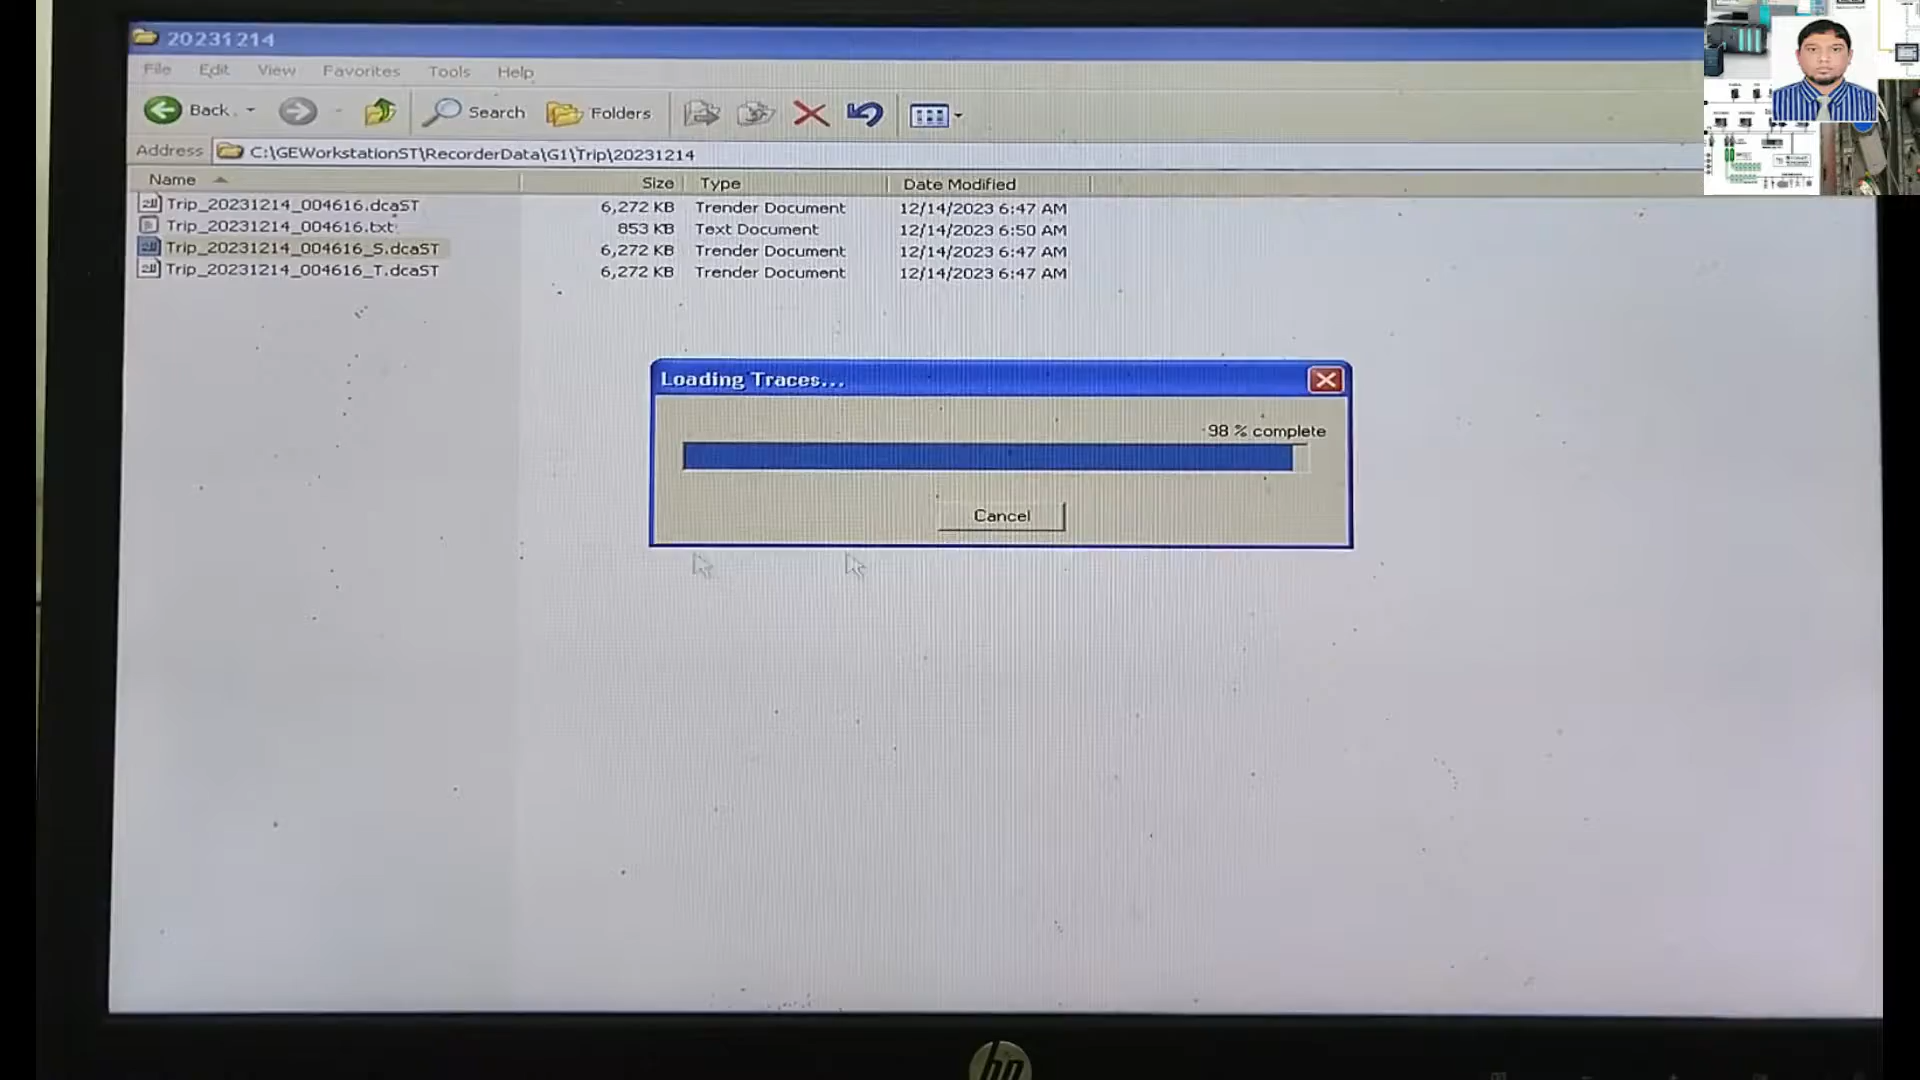 20231214
File Edit View Favorites Tools Help
Back Search Folders
Address C:\GEWorkstationST\RecorderData\G1\Trip\20231214
Name Size Type Date Modified
Trip_20231214_004616.dcaST 6,272 KB Trender Document 12/14/2023 6:47 AM
Trip_20231214_004616.txt 853 KB Text Document 12/14/2023 6:50 AM
Trip_20231214_004616_S.dcaST 6,272 KB Trender Document 12/14/2023 6:47 AM
Trip_20231214_004616_T.dcaST 6,272 KB Trender Document 12/14/2023 6:47 AM
Loading Traces...
98 % complete
Cancel
hp